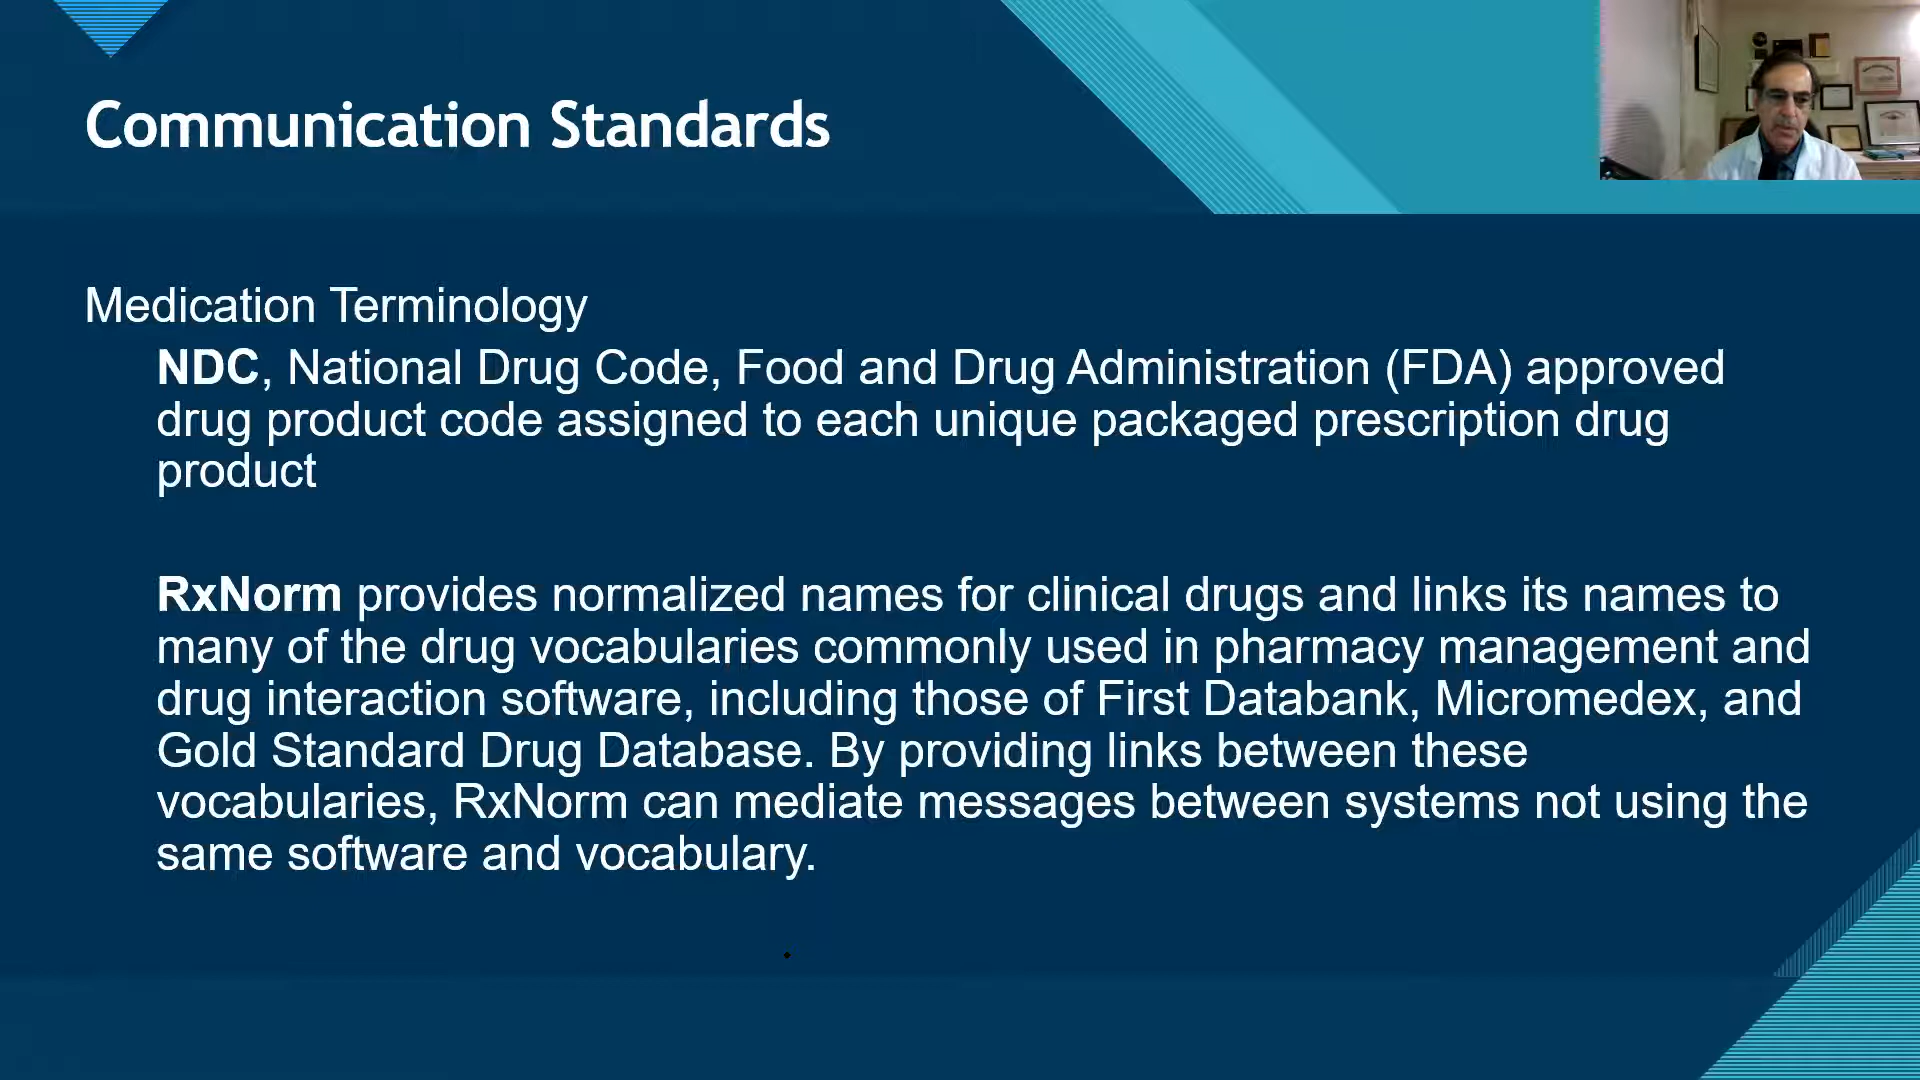 Communication Standards
Medication Terminology
NDC, National Drug Code, Food and Drug Administration (FDA) approved
drug product code assigned to each unique packaged prescription drug
product
RxNorm provides normalized names for clinical drugs and links its names to
many of the drug vocabularies commonly used in pharmacy management and
drug interaction software, including those of First Databank, Micromedex, and
Gold Standard Drug Database. By providing links between these
vocabularies, RxNorm can mediate messages between systems not using the
same software and vocabulary.